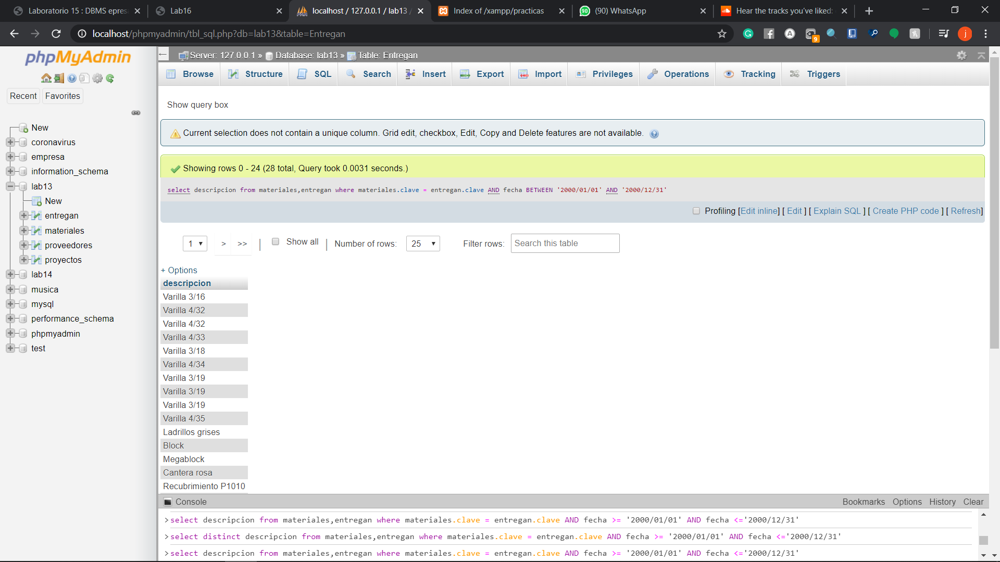 Laboratorio 15 : DBMS epres
Lab16
localhost / 127.0.0.1 / lab13 /
Index of /xampp/practicas
(90) WhatsApp
Hear the tracks you've liked:
localhost/phpmyadmin/tbl_sql.php?db=lab13&table=Entregan
9
j
phpMyAdmin
Recent
Favorites
New
coronavirus
empresa
information_schema
lab13
New
entregan
materiales
proveedores
proyectos
lab14
musica
mysql
performance_schema
phpmyadmin
test
Server: 127.0.0.1 » Database: lab13 » Table: Entregan
Browse
Structure
SQL
Search
Insert
Export
Import
Privileges
Operations
Tracking
Triggers
Show query box
Current selection does not contain a unique column. Grid edit, checkbox, Edit, Copy and Delete features are not available.
Showing rows 0 - 24 (28 total, Query took 0.0031 seconds.)
select descripcion from materiales,entregan where materiales.clave = entregan.clave AND fecha BETWEEN '2000/01/01' AND '2000/12/31'
Profiling [Edit inline] [ Edit ] [ Explain SQL ] [ Create PHP code ] [ Refresh]
1 > >> | Show all | Number of rows: 25 Filter rows: Search this table
+ Options
descripcion
Varilla 3/16
Varilla 4/32
Varilla 4/32
Varilla 4/33
Varilla 3/18
Varilla 4/34
Varilla 3/19
Varilla 3/19
Varilla 3/19
Varilla 4/35
Ladrillos grises
Block
Megablock
Cantera rosa
Recubrimiento P1010
Console
Bookmarks Options History Clear
>select descripcion from materiales,entregan where materiales.clave = entregan.clave AND fecha >= '2000/01/01' AND fecha <='2000/12/31'
>select distinct descripcion from materiales,entregan where materiales.clave = entregan.clave AND fecha >= '2000/01/01' AND fecha <='2000/12/31'
>select descripcion from materiales,entregan where materiales.clave = entregan.clave AND fecha >= '2000/01/01' AND fecha <='2000/12/31'